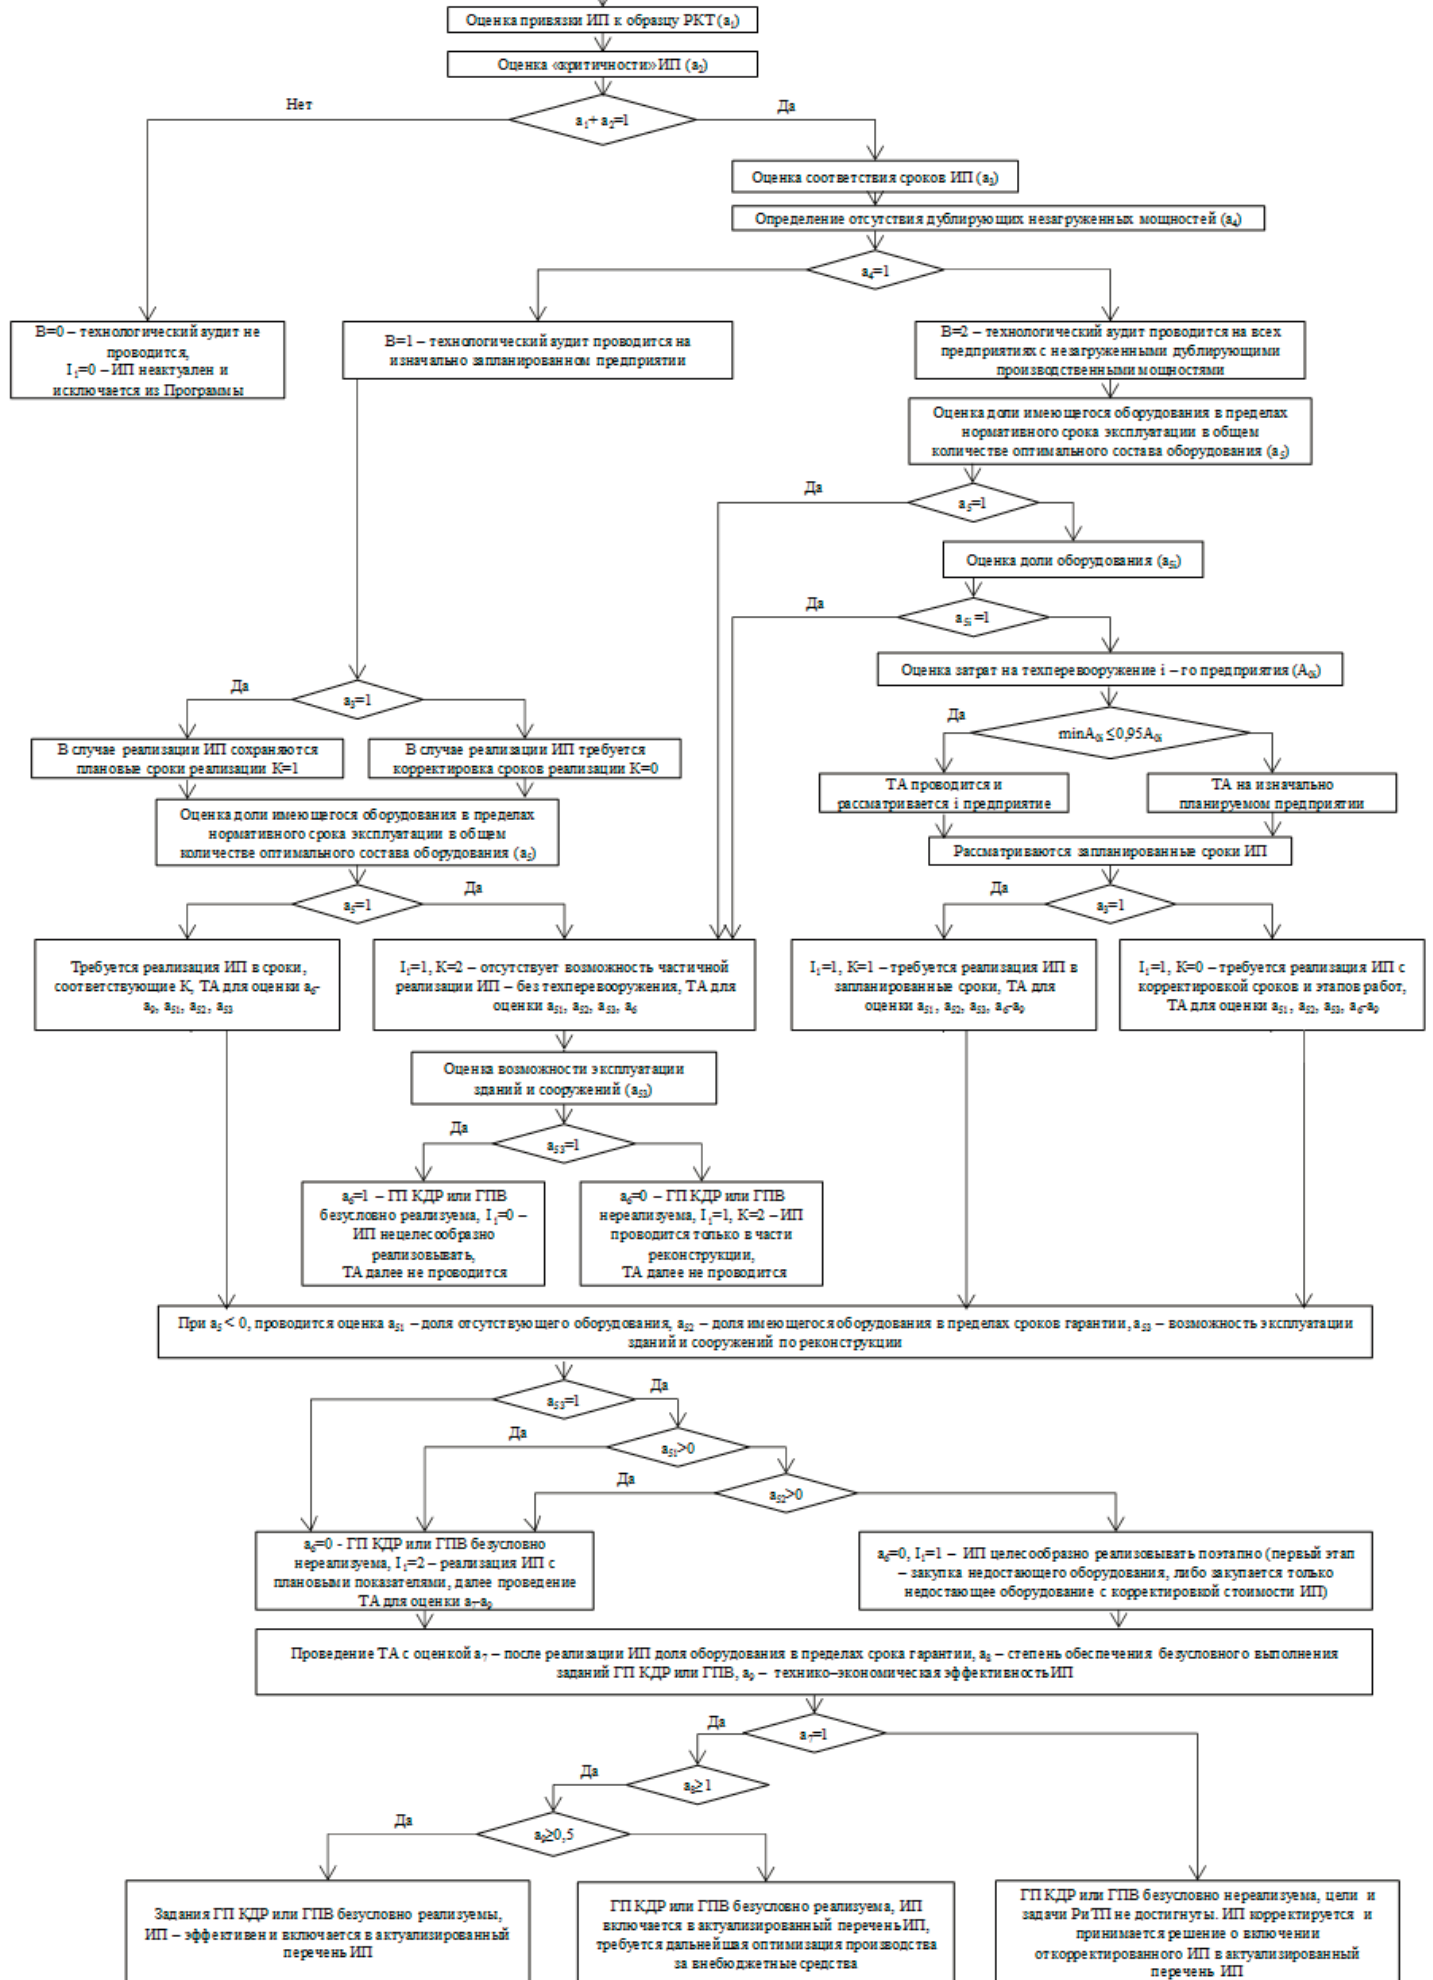 Оценка привязки ИП к образцу РКТ (a₁)
Оценка «критичности» ИП (a₂)
Нет
Да
a₁+ a₂=1
Оценка соответствия сроков ИП (a₃)
Определение отсутствия дублирующих незагруженных мощностей (a₄)
a₄=1
B=0 – технологический аудит не
проводится,
I₁=0 – ИП неактуален и
исключается из Программы
B=1 – технологический аудит проводится на
изначально запланированном предприятии
B=2 – технологический аудит проводится на всех
предприятиях с незагруженными дублирующими
производственными мощностями
Оценка доли имеющегося оборудования в пределах
нормативного срока эксплуатации в общем
количестве оптимального состава оборудования (a₅)
Да
a₅=1
Оценка доли оборудования (a₅ᵢ)
Да
a₅ᵢ =1
Оценка затрат на техперевооружение i – го предприятия (A₀ᵢ)
Да
a₃=1
Да
minA₀ᵢ ≤0,95A₀ᵢ
В случае реализации ИП сохраняются
плановые сроки реализации K=1
В случае реализации ИП требуется
корректировка сроков реализации K=0
ТА проводится и
рассматривается i предприятие
ТА на изначально
планируемом предприятии
Оценка доли имеющегося оборудования в пределах
нормативного срока эксплуатации в общем
количестве оптимального состава оборудования (a₅)
Рассматриваются запланированные сроки ИП
Да
a₅=1
Да
a₃=1
Требуется реализация ИП в сроки,
соответствующие K, ТА для оценки a₆-
a₉, a₅₁, a₅₂, a₅₃
I₁=1, K=2 – отсутствует возможность частичной
реализации ИП – без техперевооружения, ТА для
оценки a₅₁, a₅₂, a₅₃, a₆
I₁=1, K=1 – требуется реализация ИП в
запланированные сроки, ТА для
оценки a₅₁, a₅₂, a₅₃, a₆-a₉
I₁=1, K=0 – требуется реализация ИП с
корректировкой сроков и этапов работ,
ТА для оценки a₅₁, a₅₂, a₅₃, a₆-a₉
Оценка возможности эксплуатации
зданий и сооружений (a₅₃)
Да
a₅₃=1
a₆=1 – ГП КДР или ГПВ
безусловно реализуема, I₁=0 –
ИП нецелесообразно
реализовывать,
ТА далее не проводится
a₆=0 – ГП КДР или ГПВ
нереализуема, I₁=1, K=2 – ИП
проводится только в части
реконструкции,
ТА далее не проводится
При a₅ < 0, проводится оценка a₅₁ – доля отсутствующего оборудования, a₅₂ – доля имеющегося оборудования в пределах сроков гарантии, a₅₃ – возможность эксплуатации
зданий и сооружений по реконструкции
Да
a₅₃=1
Да
a₅₁>0
Да
a₅₂>0
a₆=0 - ГП КДР или ГПВ безусловно
нереализуема, I₁=2 – реализация ИП с
плановыми показателями, далее проведение
ТА для оценки a₇-a₉
a₆=0, I₁=1 – ИП целесообразно реализовывать поэтапно (первый этап
– закупка недостающего оборудования, либо закупается только
недостающее оборудование с корректировкой стоимости ИП)
Проведение ТА с оценкой a₇ – после реализации ИП доля оборудования в пределах срока гарантии, a₈ – степень обеспечения безусловного выполнения
заданий ГП КДР или ГПВ, a₉ – технико–экономическая эффективность ИП
Да
a₇=1
Да
a₈≥1
Да
a₉≥0,5
Задания ГП КДР или ГПВ безусловно реализуемы,
ИП – эффективен и включается в актуализированный
перечень ИП
ГП КДР или ГПВ безусловно реализуема, ИП
включается в актуализированный перечень ИП,
требуется дальнейшая оптимизация производства
за внебюджетные средства
ГП КДР или ГПВ безусловно нереализуема, цели и
задачи РиТП не достигнуты. ИП корректируется и
принимается решение о включении
откорректированного ИП в актуализированный
перечень ИП